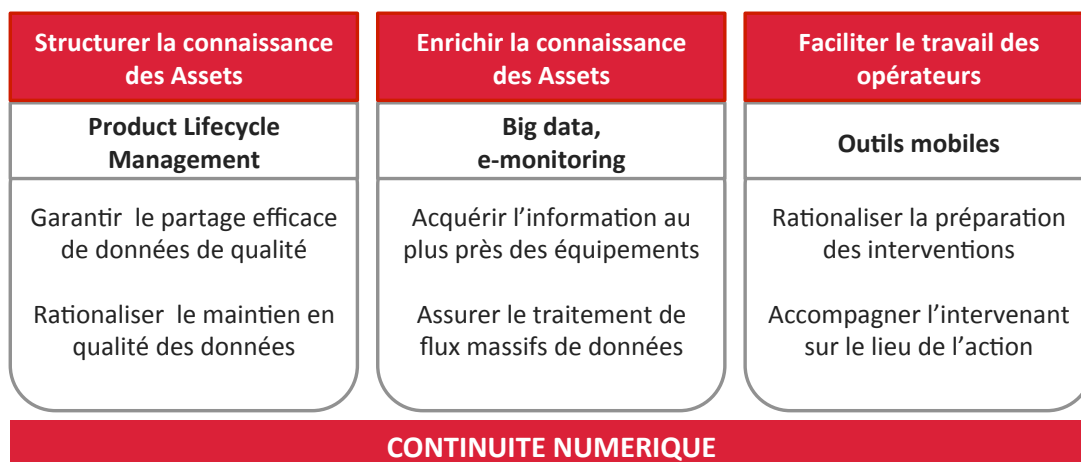 Structurer la connaissance
des Assets
Product Lifecycle
Management
Garantir le partage efficace
de données de qualité
Rationaliser le maintien en
qualité des données
Enrichir la connaissance
des Assets
Big data,
e-monitoring
Acquérir l’information au
plus près des équipements
Assurer le traitement de
flux massifs de données
Faciliter le travail des
opérateurs
Outils mobiles
Rationaliser la préparation
des interventions
Accompagner l’intervenant
sur le lieu de l’action
CONTINUITE NUMERIQUE